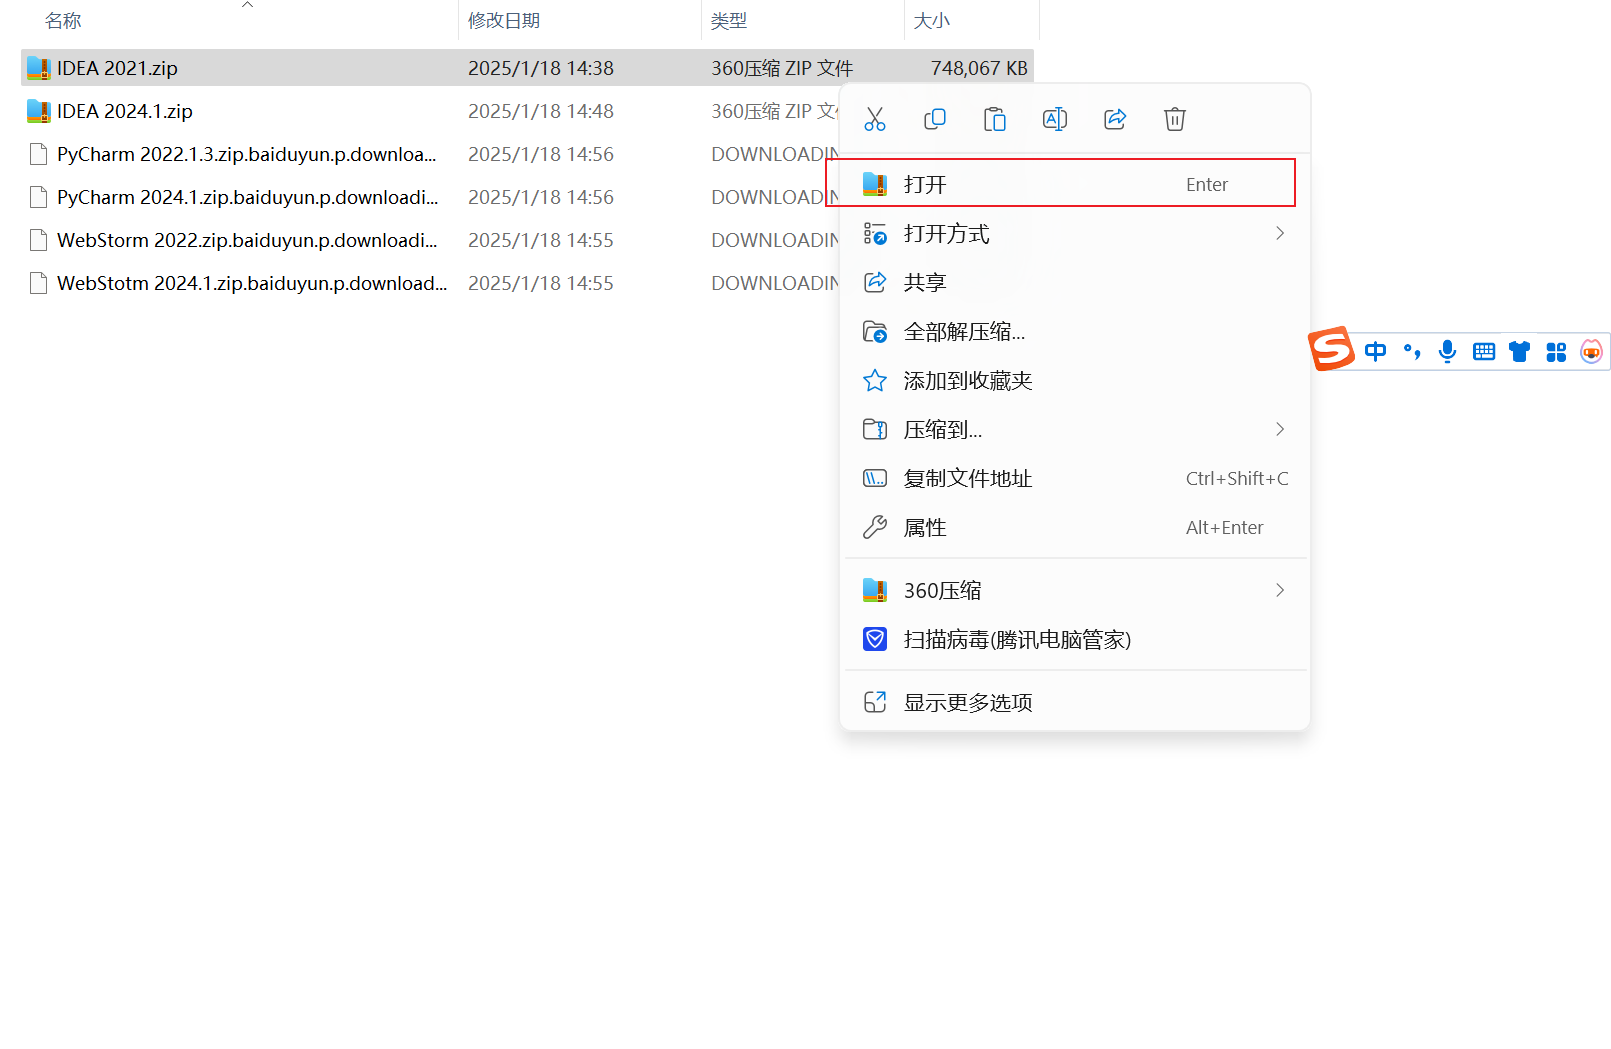 名称 修改日期 类型 大小
IDEA 2021.zip 2025/1/18 14:38 360压缩 ZIP 文件 748,067 KB
IDEA 2024.1.zip 2025/1/18 14:48 360压缩 ZIP 文
PyCharm 2022.1.3.zip.baiduyun.p.downloa... 2025/1/18 14:56 DOWNLOADIN
PyCharm 2024.1.zip.baiduyun.p.downloadi... 2025/1/18 14:56 DOWNLOADIN
WebStorm 2022.zip.baiduyun.p.downloadi... 2025/1/18 14:55 DOWNLOADIN
WebStotm 2024.1.zip.baiduyun.p.download... 2025/1/18 14:55 DOWNLOADIN
打开 Enter
打开方式
共享
全部解压缩...
添加到收藏夹
压缩到...
复制文件地址 Ctrl+Shift+C
属性 Alt+Enter
360压缩
扫描病毒(腾讯电脑管家)
显示更多选项
S 中 °,